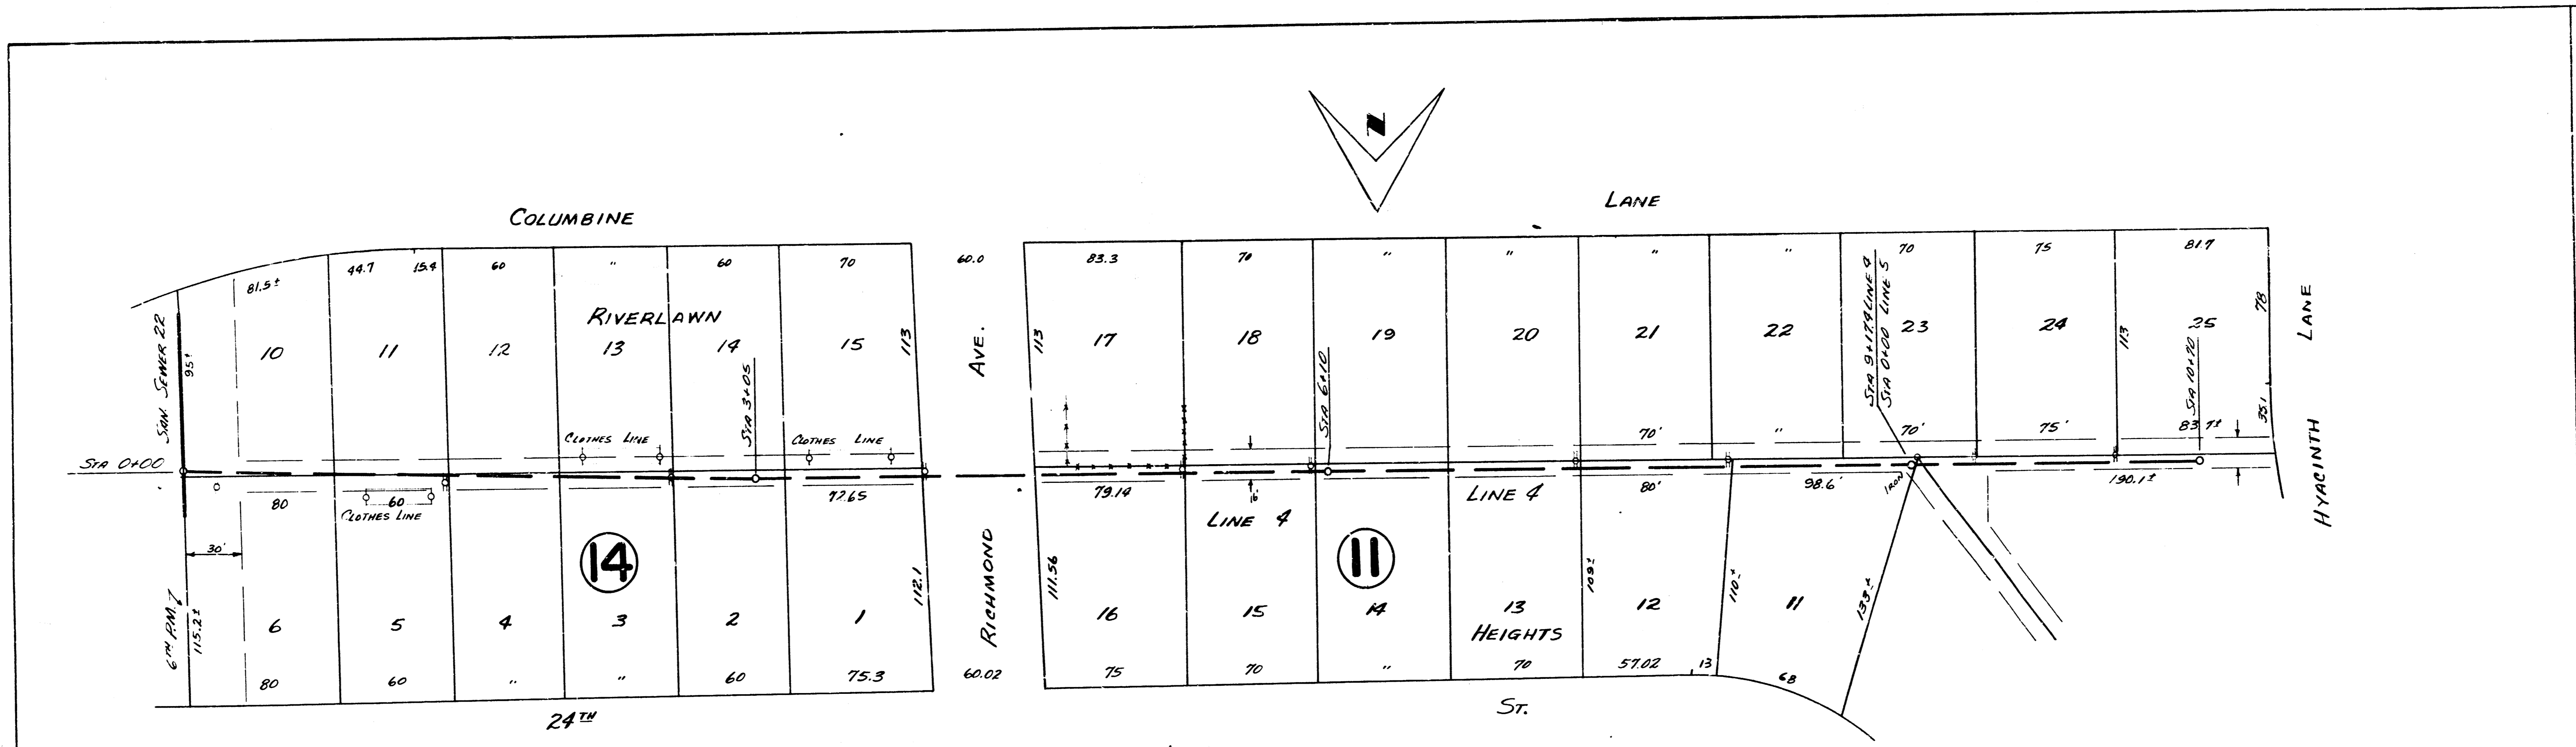 N
COLUMBINE LANE
44.7 15.4 60 " 60 70 60.0 83.3 70 " " " " 70 75 81.7
81.5±
RIVERLAWN
SAN. SEWER 22
95±
10 11 12 13 14 15
113
AVE.
113
17 18 19 20 21 22 23 24 25
113
78
35.1
HYACINTH LANE
STA 3+05
STA 6+10
STA 9+17.4 LINE 4
STA 0+00 LINE 5
STA 10+20
CLOTHES LINE
CLOTHES LINE
70' " 70' 75' 83.7±
STA 0+00
80 60 72.65 79.14 16' 80' 98.6' IRON 190.1±
CLOTHES LINE
LINE 4
LINE 4
30'
14
11
6TH P.M.
115.2±
112.1
RICHMOND
111.56
109±
110±
133±
6 5 4 3 2 1
16 15 14 13 12 11
HEIGHTS
80 60 " " 60 75.3 60.02 75 70 " 70 57.02 13 68
24TH ST.